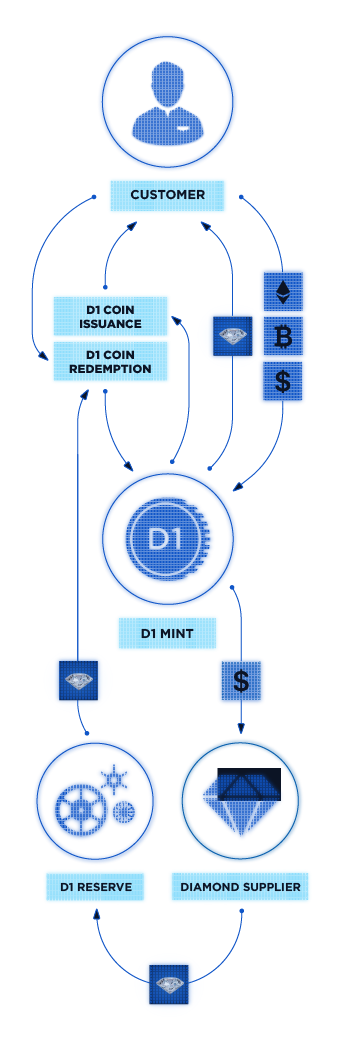 CUSTOMER
D1 COIN
ISSUANCE
D1 COIN
REDEMPTION
$
D1
D1 MINT
$
D1 RESERVE
DIAMOND SUPPLIER